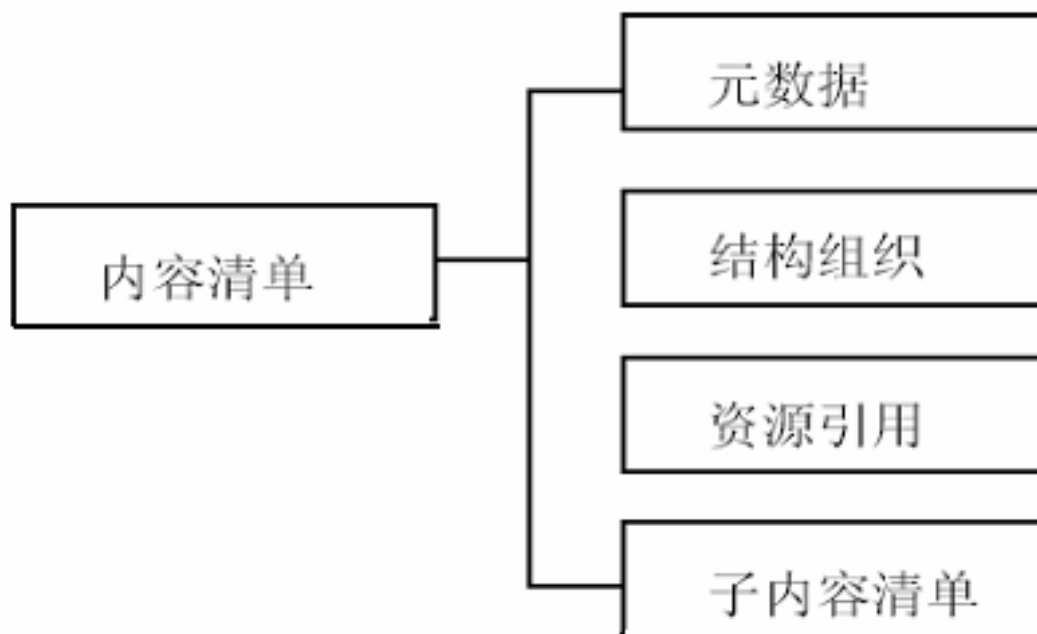 元数据
结构组织
内容清单
资源引用
子内容清单